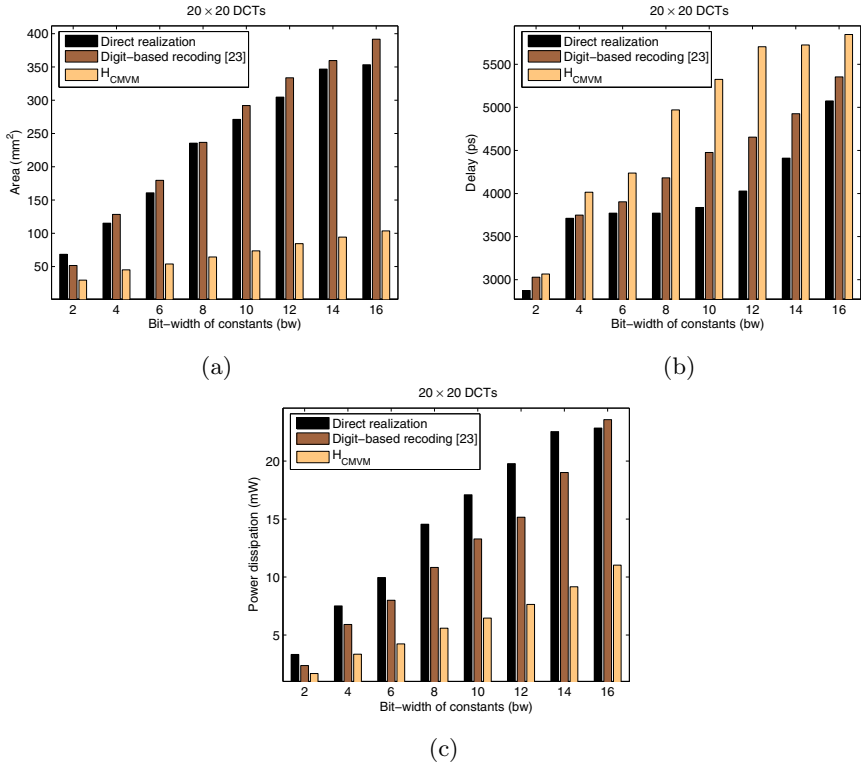 20 × 20 DCTs
Direct realization
Digit−based recoding [23]
H_CMVM
Area (mm²)
400
350
300
250
200
150
100
50
2 4 6 8 10 12 14 16
Bit−width of constants (bw)
(a)
20 × 20 DCTs
Direct realization
Digit−based recoding [23]
H_CMVM
Delay (ps)
5500
5000
4500
4000
3500
3000
2 4 6 8 10 12 14 16
Bit−width of constants (bw)
(b)
20 × 20 DCTs
Direct realization
Digit−based recoding [23]
H_CMVM
Power dissipation (mW)
20
15
10
5
2 4 6 8 10 12 14 16
Bit−width of constants (bw)
(c)